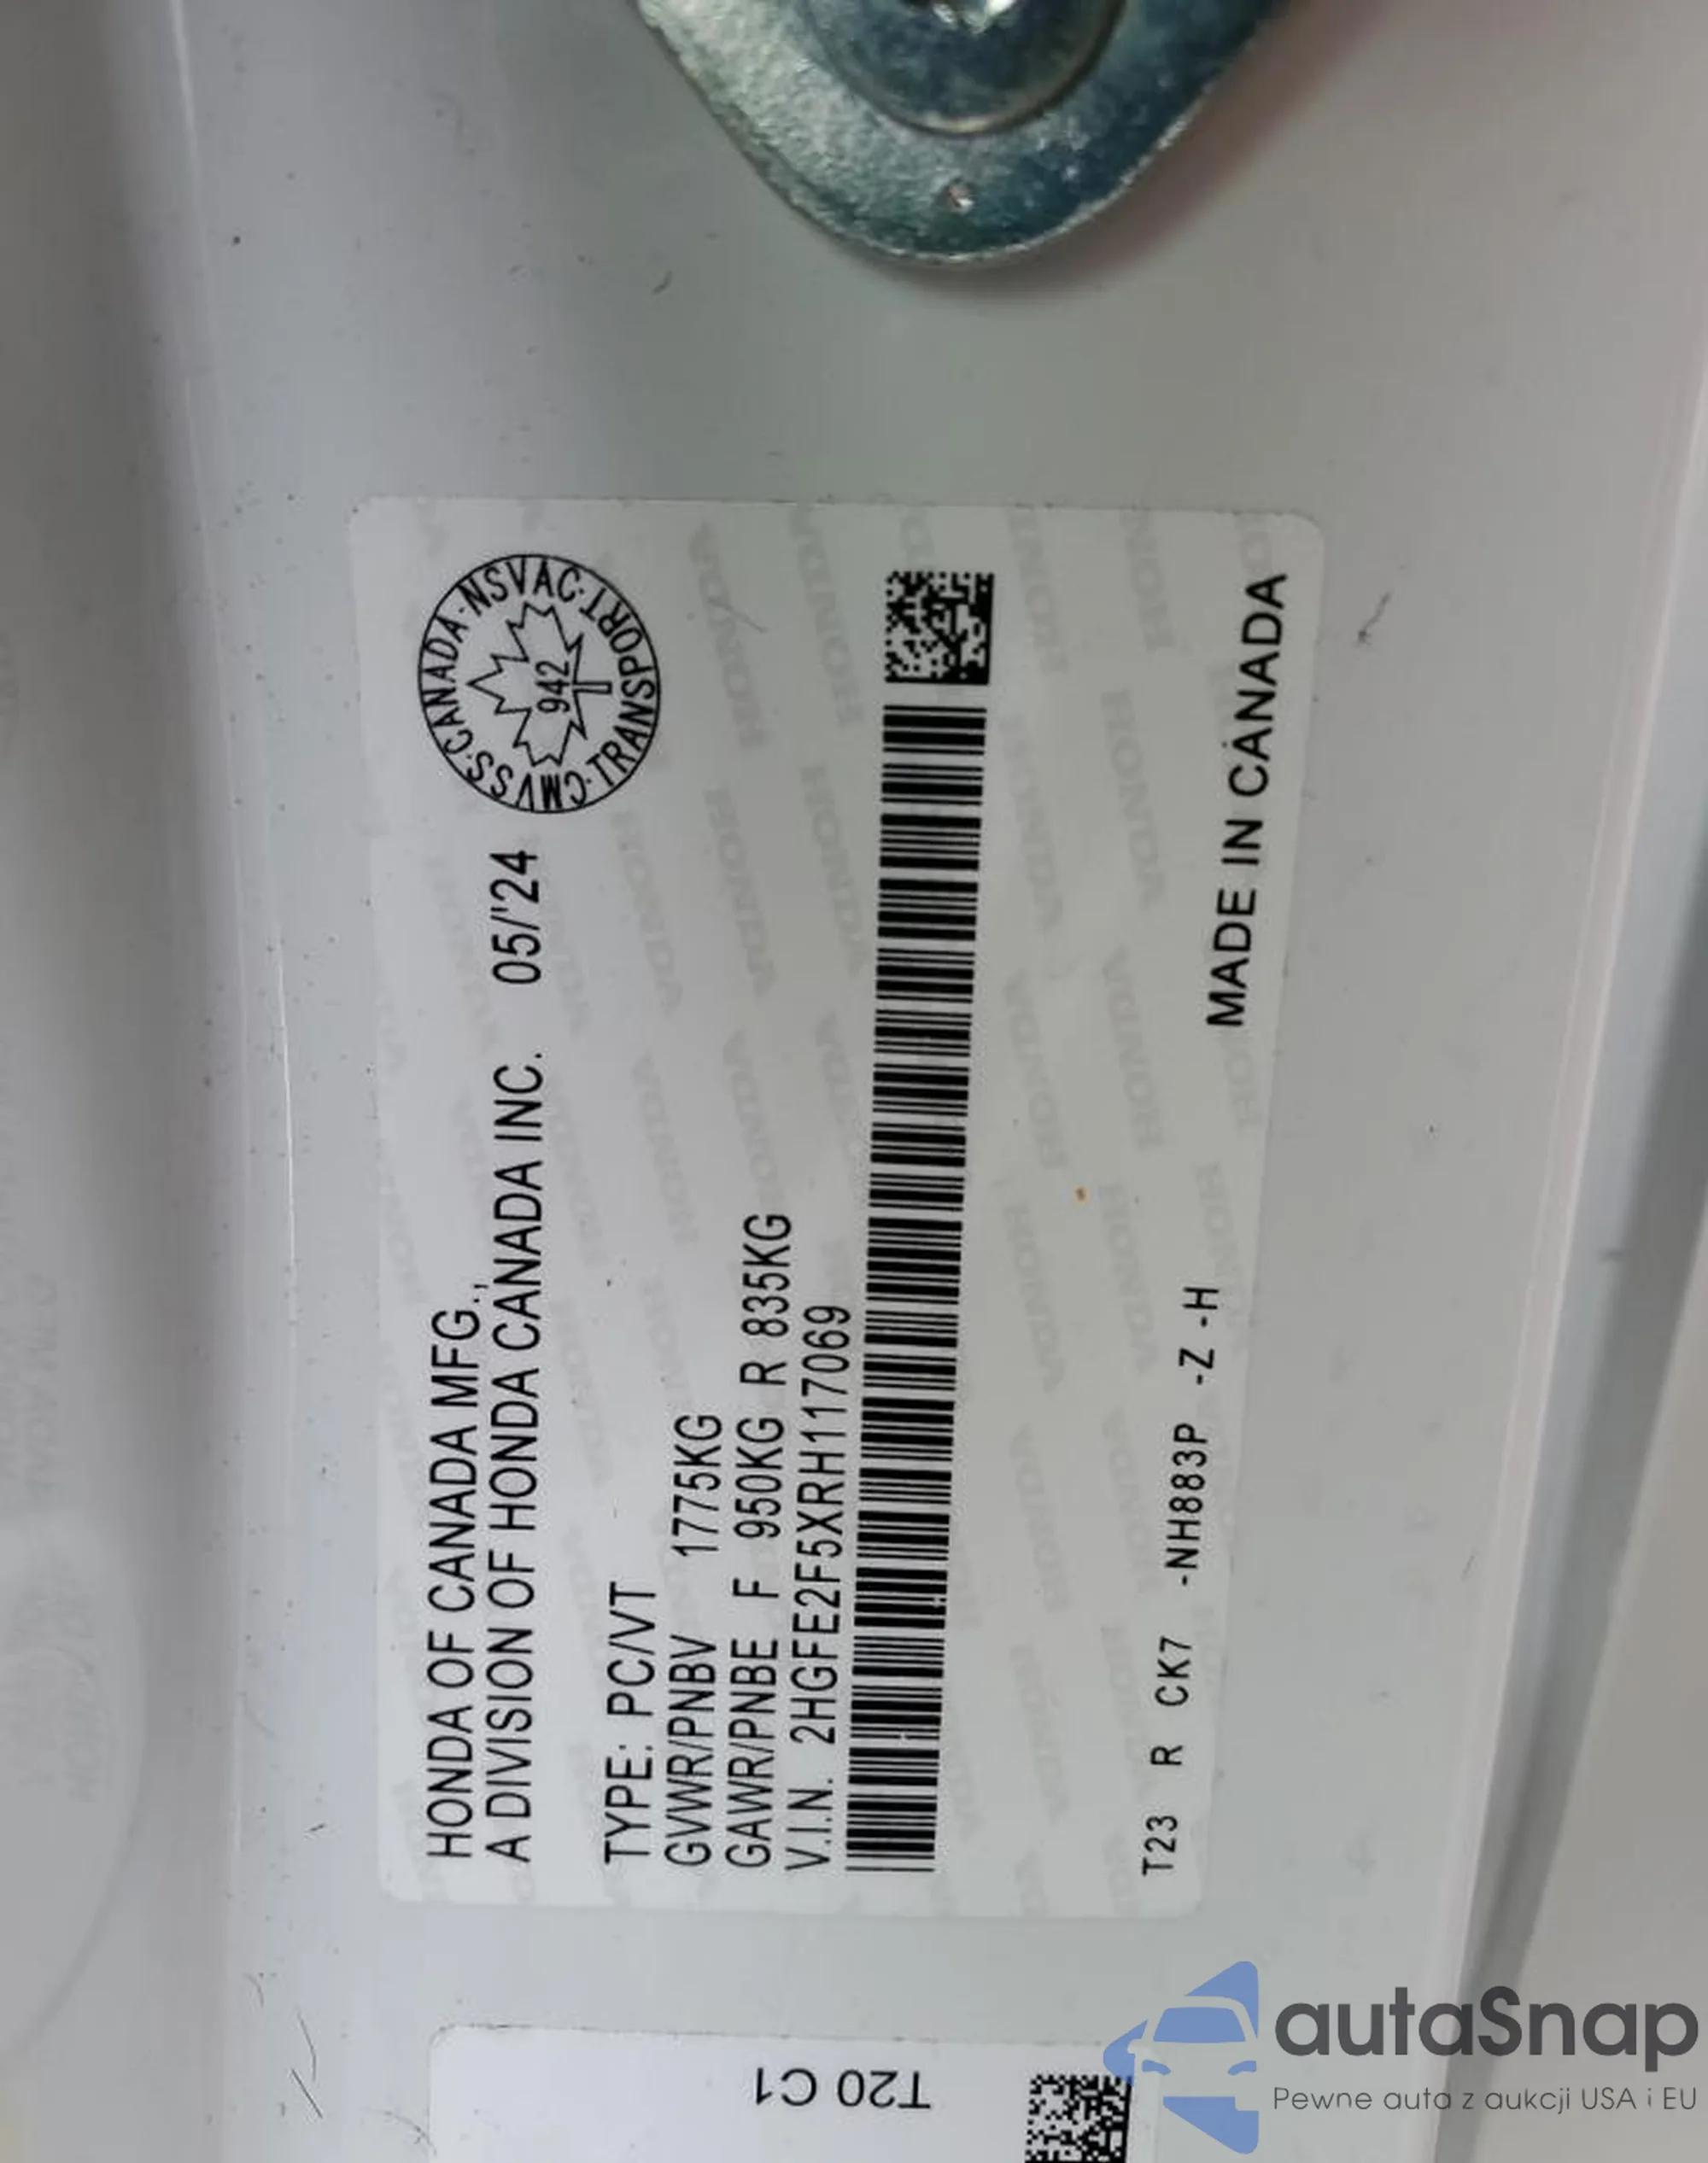 HONDA OF CANADA MFG.,
A DIVISION OF HONDA CANADA INC. 05/'24
CMVSS·CANADA·NSVAC·TRANSPORT·TRANSPORT
942
TYPE: PC/VT
GVWR/PNBV 1775KG
GAWR/PNBE F 950KG R 835KG
V.I.N. 2HGFE2F5XRH117069
T23 R CK7 -NH883P -Z -H
MADE IN CANADA
T20 C1
autaSnap
Pewne auta z aukcji USA i EU